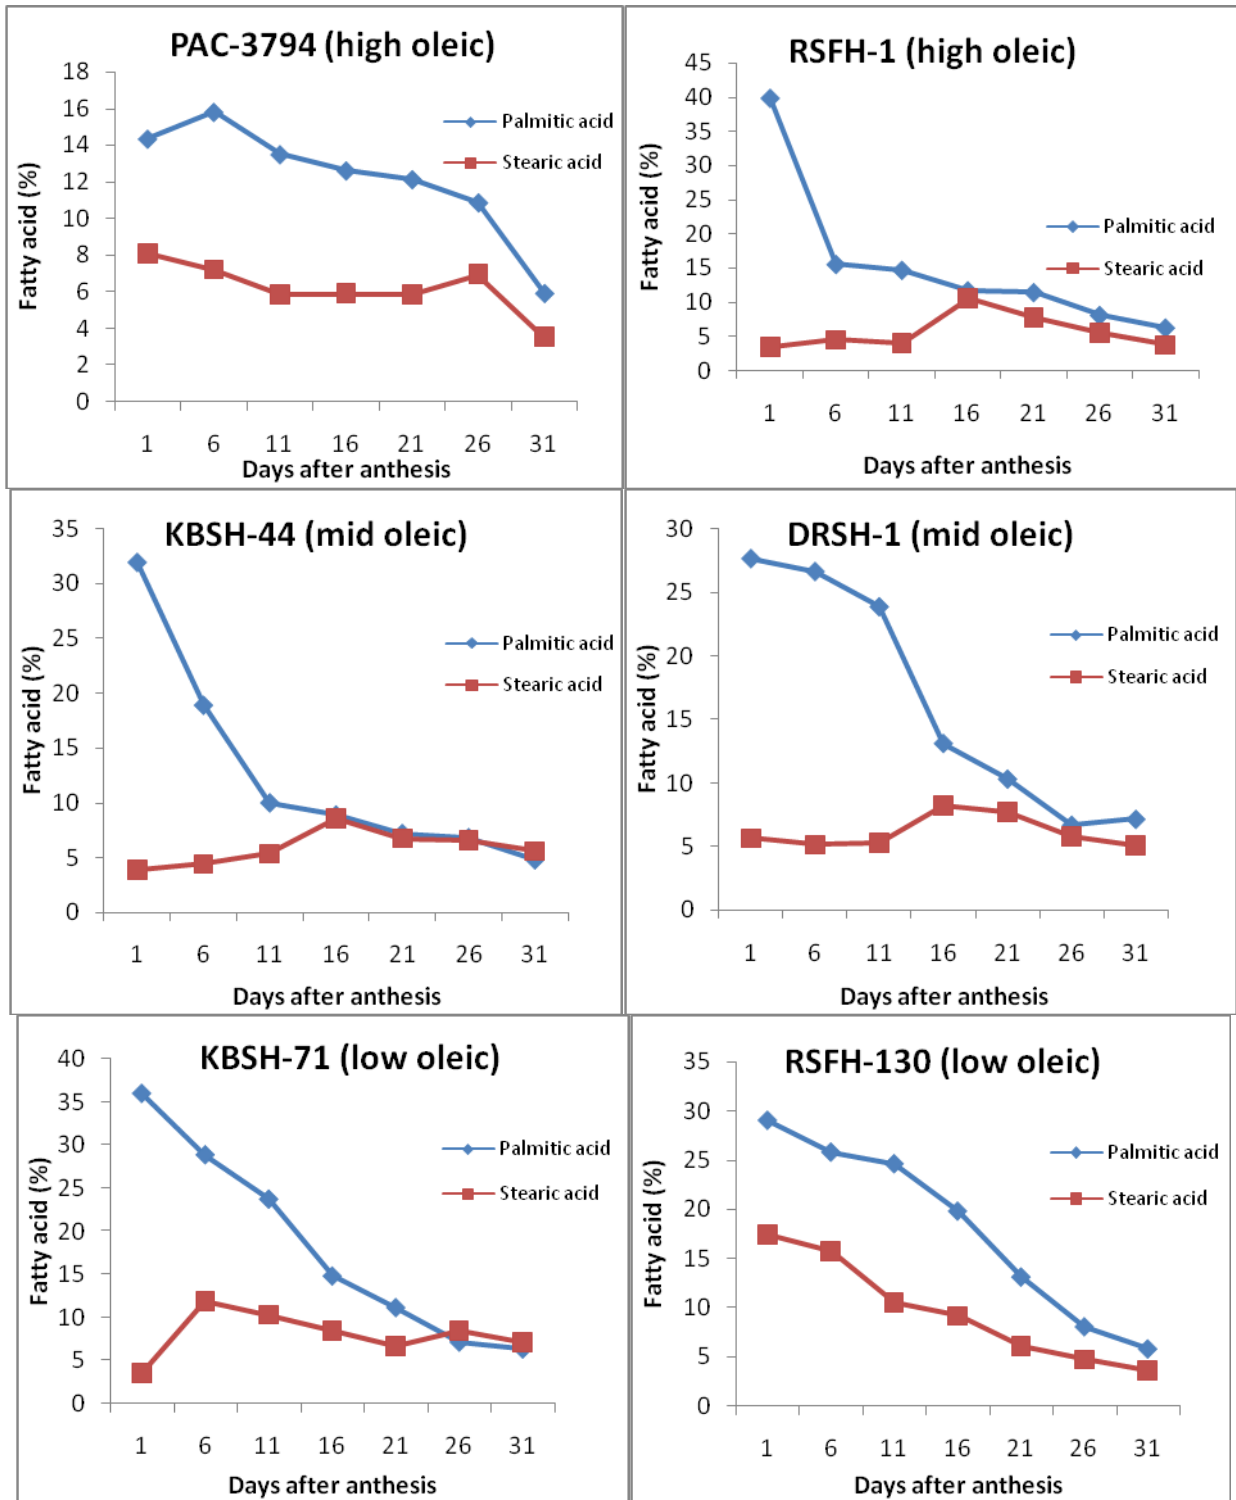 PAC-3794 (high oleic)
18
16
14
12
10
8
6
4
2
0
Fatty acid (%)
Palmitic acid
Stearic acid
1 6 11 16 21 26 31
Days after anthesis
RSFH-1 (high oleic)
45
40
35
30
25
20
15
10
5
0
Fatty acid (%)
Palmitic acid
Stearic acid
1 6 11 16 21 26 31
Days after anthesis
KBSH-44 (mid oleic)
35
30
25
20
15
10
5
0
Fatty acid (%)
Palmitic acid
Stearic acid
1 6 11 16 21 26 31
Days after anthesis
DRSH-1 (mid oleic)
30
25
20
15
10
5
0
Fatty acid (%)
Palmitic acid
Stearic acid
1 6 11 16 21 26 31
Days after anthesis
KBSH-71 (low oleic)
40
35
30
25
20
15
10
5
0
Fatty acid (%)
Palmitic acid
Stearic acid
1 6 11 16 21 26 31
Days after anthesis
RSFH-130 (low oleic)
35
30
25
20
15
10
5
0
Fatty acid (%)
Palmitic acid
Stearic acid
1 6 11 16 21 26 31
Days after anthesis